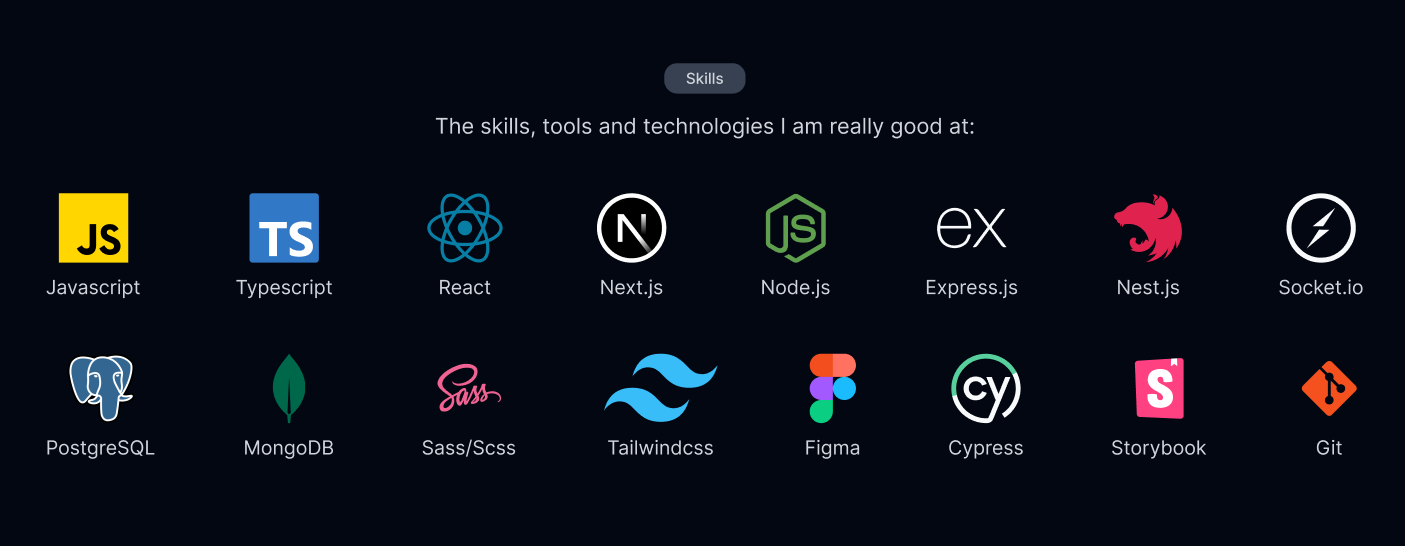 Skills
The skills, tools and technologies I am really good at:
JS TS N JS ex
Javascript Typescript React Next.js Node.js Express.js Nest.js Socket.io
Sass cy S
PostgreSQL MongoDB Sass/Scss Tailwindcss Figma Cypress Storybook Git